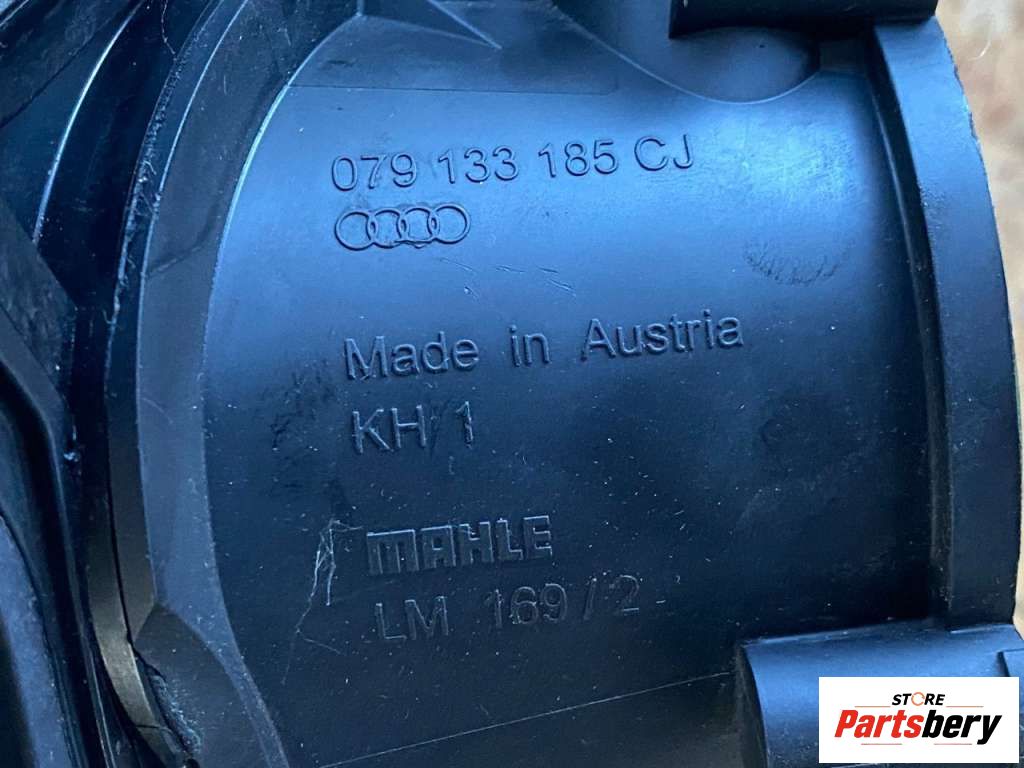 079 133 185 CJ
Made in Austria
KH/1
MAHLE
LM 169/2
STORE
Partsbery